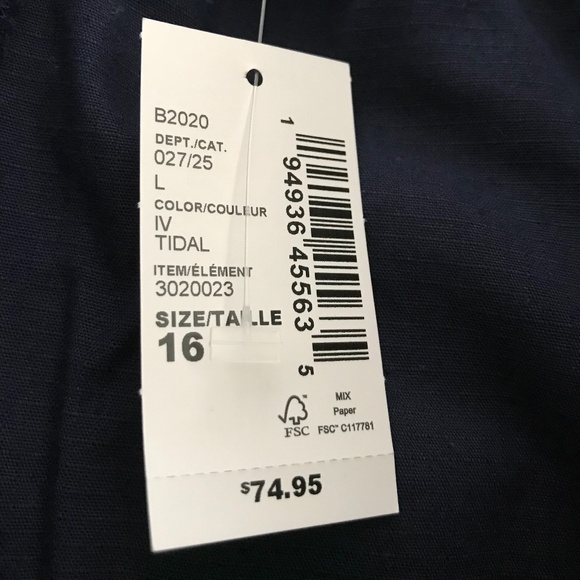 B2020
DEPT./CAT.
027/25
L
COLOR/COULEUR
IV
TIDAL
ITEM/ÉLÉMENT
3020023
SIZE/TAILLE
16
1 94936 45563 5
FSC
MIX
Paper
FSC™ C117781
$74.95